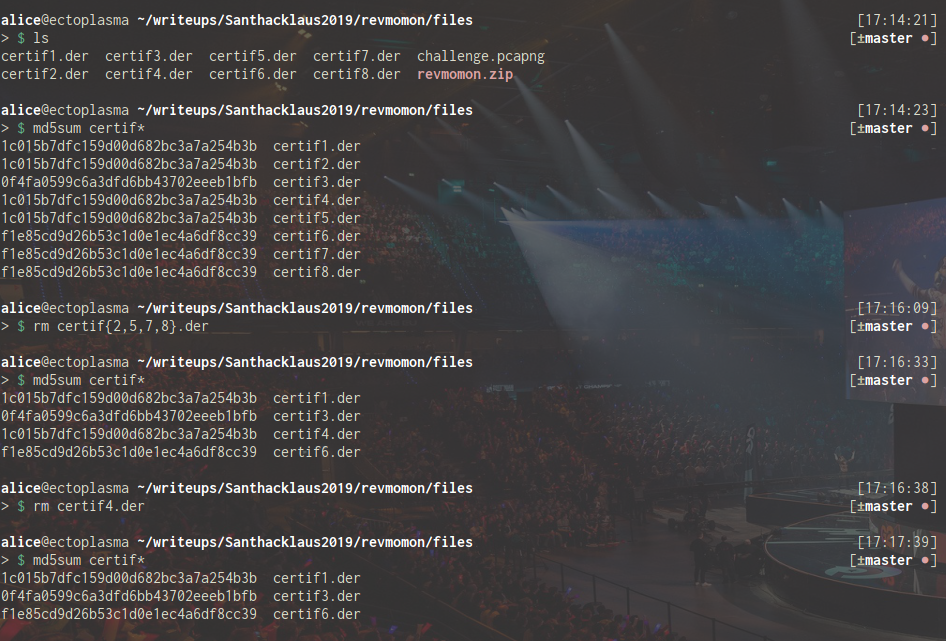 alice@ectoplasma ~/writeups/Santhacklaus2019/revmomon/files [17:14:21]
> $ ls [±master ●]
certif1.der certif3.der certif5.der certif7.der challenge.pcapng
certif2.der certif4.der certif6.der certif8.der revmomon.zip
alice@ectoplasma ~/writeups/Santhacklaus2019/revmomon/files [17:14:23]
> $ md5sum certif* [±master ●]
1c015b7dfc159d00d682bc3a7a254b3b certif1.der
1c015b7dfc159d00d682bc3a7a254b3b certif2.der
0f4fa0599c6a3dfd6bb43702eeeb1bfb certif3.der
1c015b7dfc159d00d682bc3a7a254b3b certif4.der
1c015b7dfc159d00d682bc3a7a254b3b certif5.der
f1e85cd9d26b53c1d0e1ec4a6df8cc39 certif6.der
f1e85cd9d26b53c1d0e1ec4a6df8cc39 certif7.der
f1e85cd9d26b53c1d0e1ec4a6df8cc39 certif8.der
alice@ectoplasma ~/writeups/Santhacklaus2019/revmomon/files [17:16:09]
> $ rm certif{2,5,7,8}.der [±master ●]
alice@ectoplasma ~/writeups/Santhacklaus2019/revmomon/files [17:16:33]
> $ md5sum certif* [±master ●]
1c015b7dfc159d00d682bc3a7a254b3b certif1.der
0f4fa0599c6a3dfd6bb43702eeeb1bfb certif3.der
1c015b7dfc159d00d682bc3a7a254b3b certif4.der
f1e85cd9d26b53c1d0e1ec4a6df8cc39 certif6.der
alice@ectoplasma ~/writeups/Santhacklaus2019/revmomon/files [17:16:38]
> $ rm certif4.der [±master ●]
alice@ectoplasma ~/writeups/Santhacklaus2019/revmomon/files [17:17:39]
> $ md5sum certif* [±master ●]
1c015b7dfc159d00d682bc3a7a254b3b certif1.der
0f4fa0599c6a3dfd6bb43702eeeb1bfb certif3.der
f1e85cd9d26b53c1d0e1ec4a6df8cc39 certif6.der